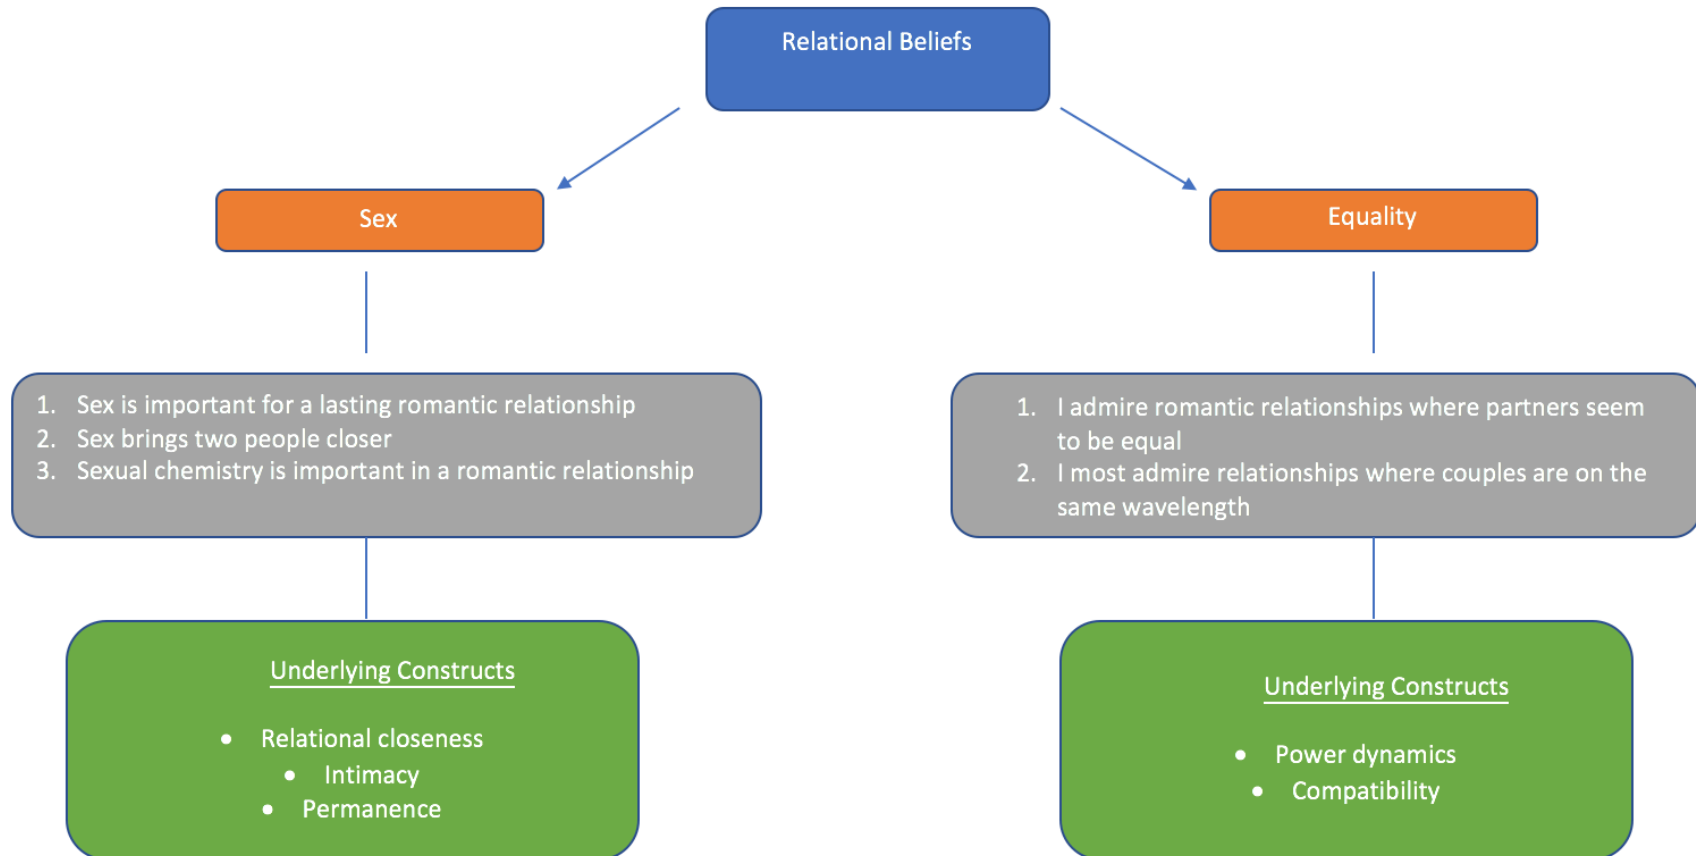 Relational Beliefs
Sex
Equality
1. Sex is important for a lasting romantic relationship
2. Sex brings two people closer
3. Sexual chemistry is important in a romantic relationship
1. I admire romantic relationships where partners seem
to be equal
2. I most admire relationships where couples are on the
same wavelength
Underlying Constructs
• Relational closeness
• Intimacy
• Permanence
Underlying Constructs
• Power dynamics
• Compatibility